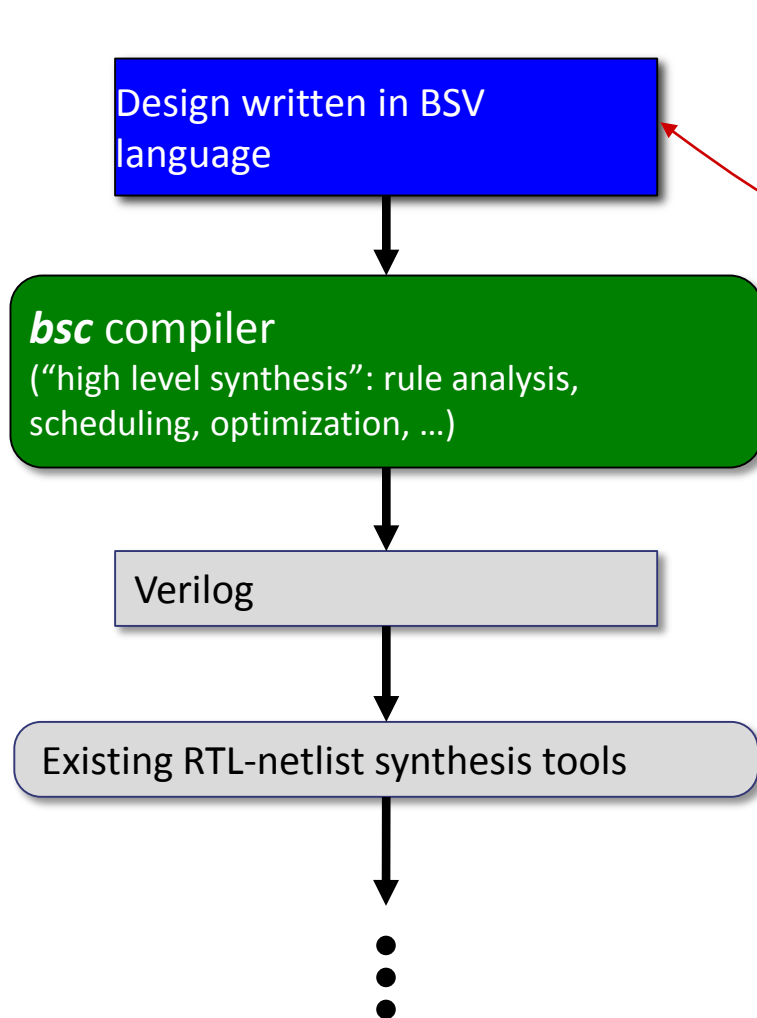 Design written in BSV
language
bsc compiler
(“high level synthesis”: rule analysis,
scheduling, optimization, …)
Verilog
Existing RTL-netlist synthesis tools